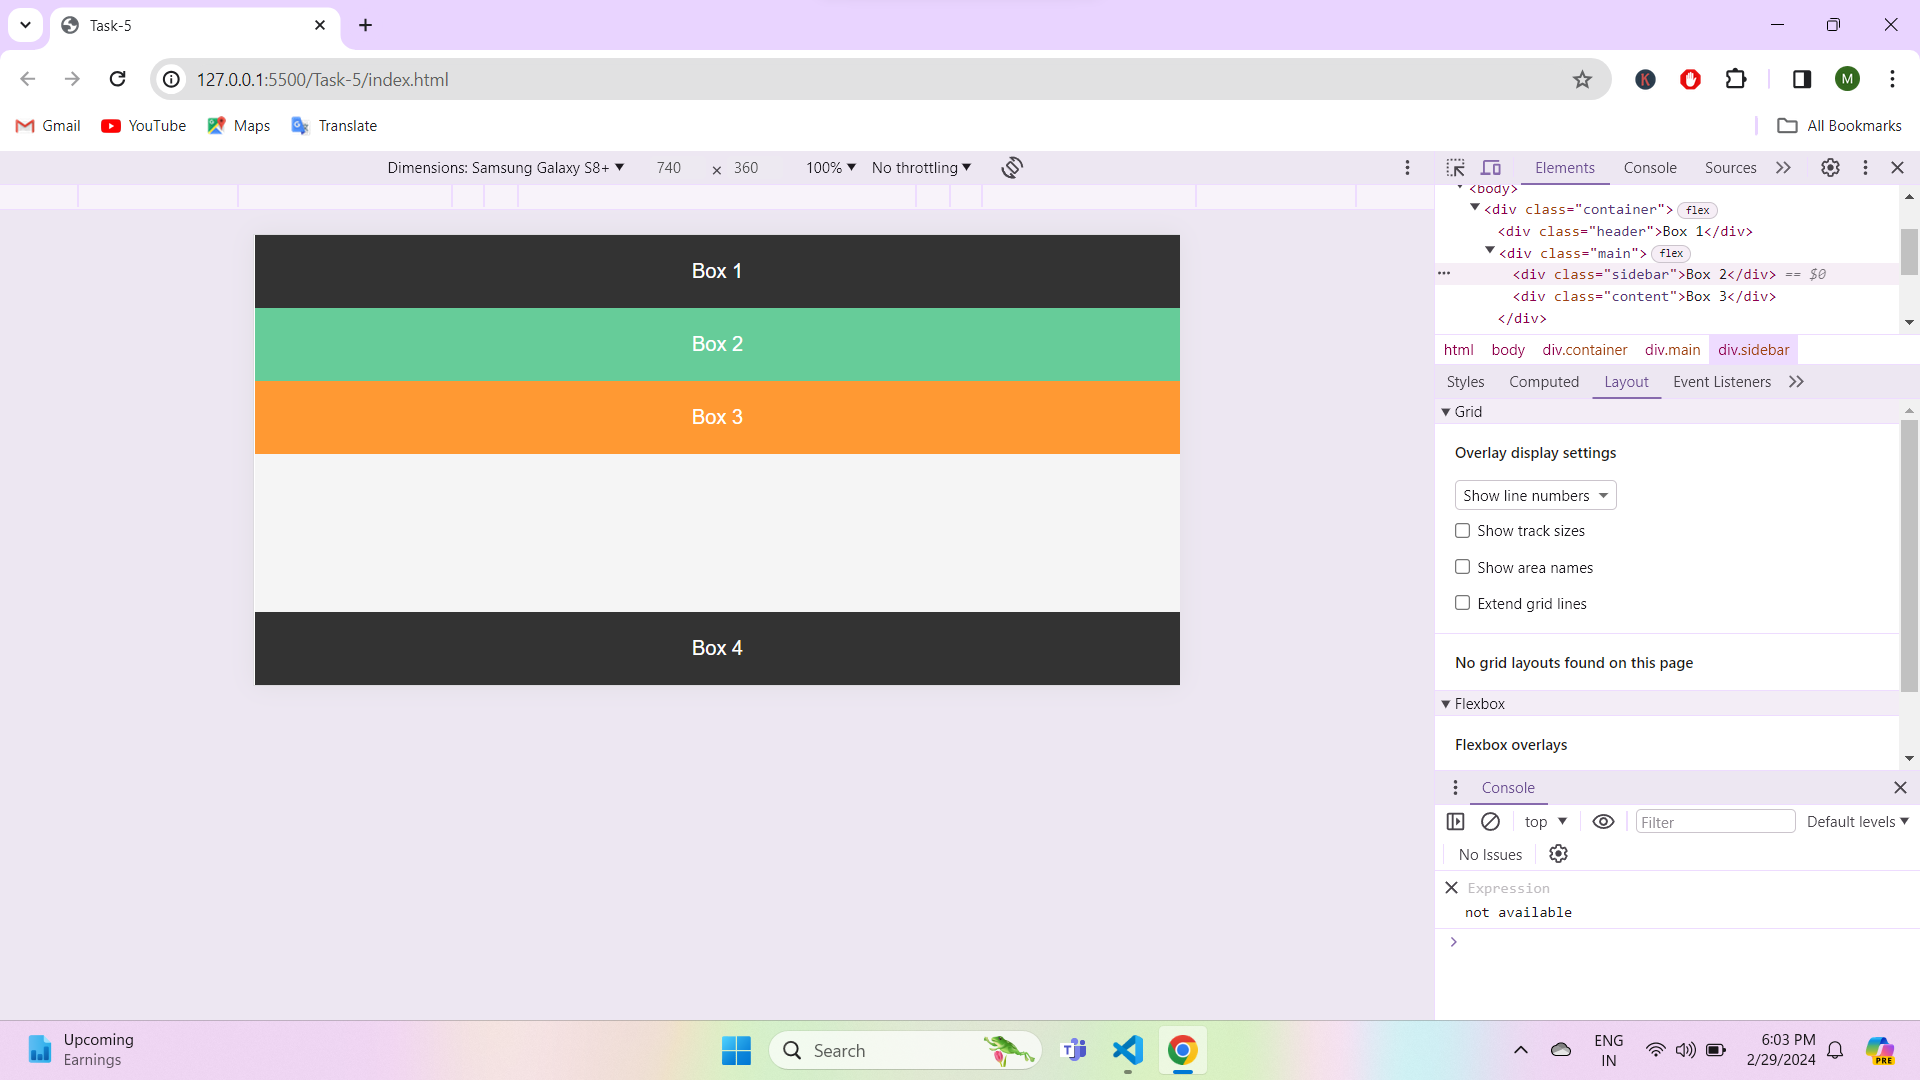 Task-5
127.0.0.1:5500/Task-5/index.html
K
M
Gmail YouTube Maps Translate All Bookmarks
Dimensions: Samsung Galaxy S8+ 740 × 360 100% No throttling
Elements Console Sources
<body>
<div class="container"> flex
<div class="header">Box 1</div>
<div class="main"> flex
<div class="sidebar">Box 2</div> == $0
<div class="content">Box 3</div>
</div>
html body div.container div.main div.sidebar
Styles Computed Layout Event Listeners
Grid
Overlay display settings
Show line numbers
Show track sizes
Show area names
Extend grid lines
No grid layouts found on this page
Flexbox
Flexbox overlays
Console
top Filter Default levels
No Issues
Expression
not available
Box 1
Box 2
Box 3
Box 4
Upcoming
Earnings
Search
ENG
IN
6:03 PM
2/29/2024
PRE